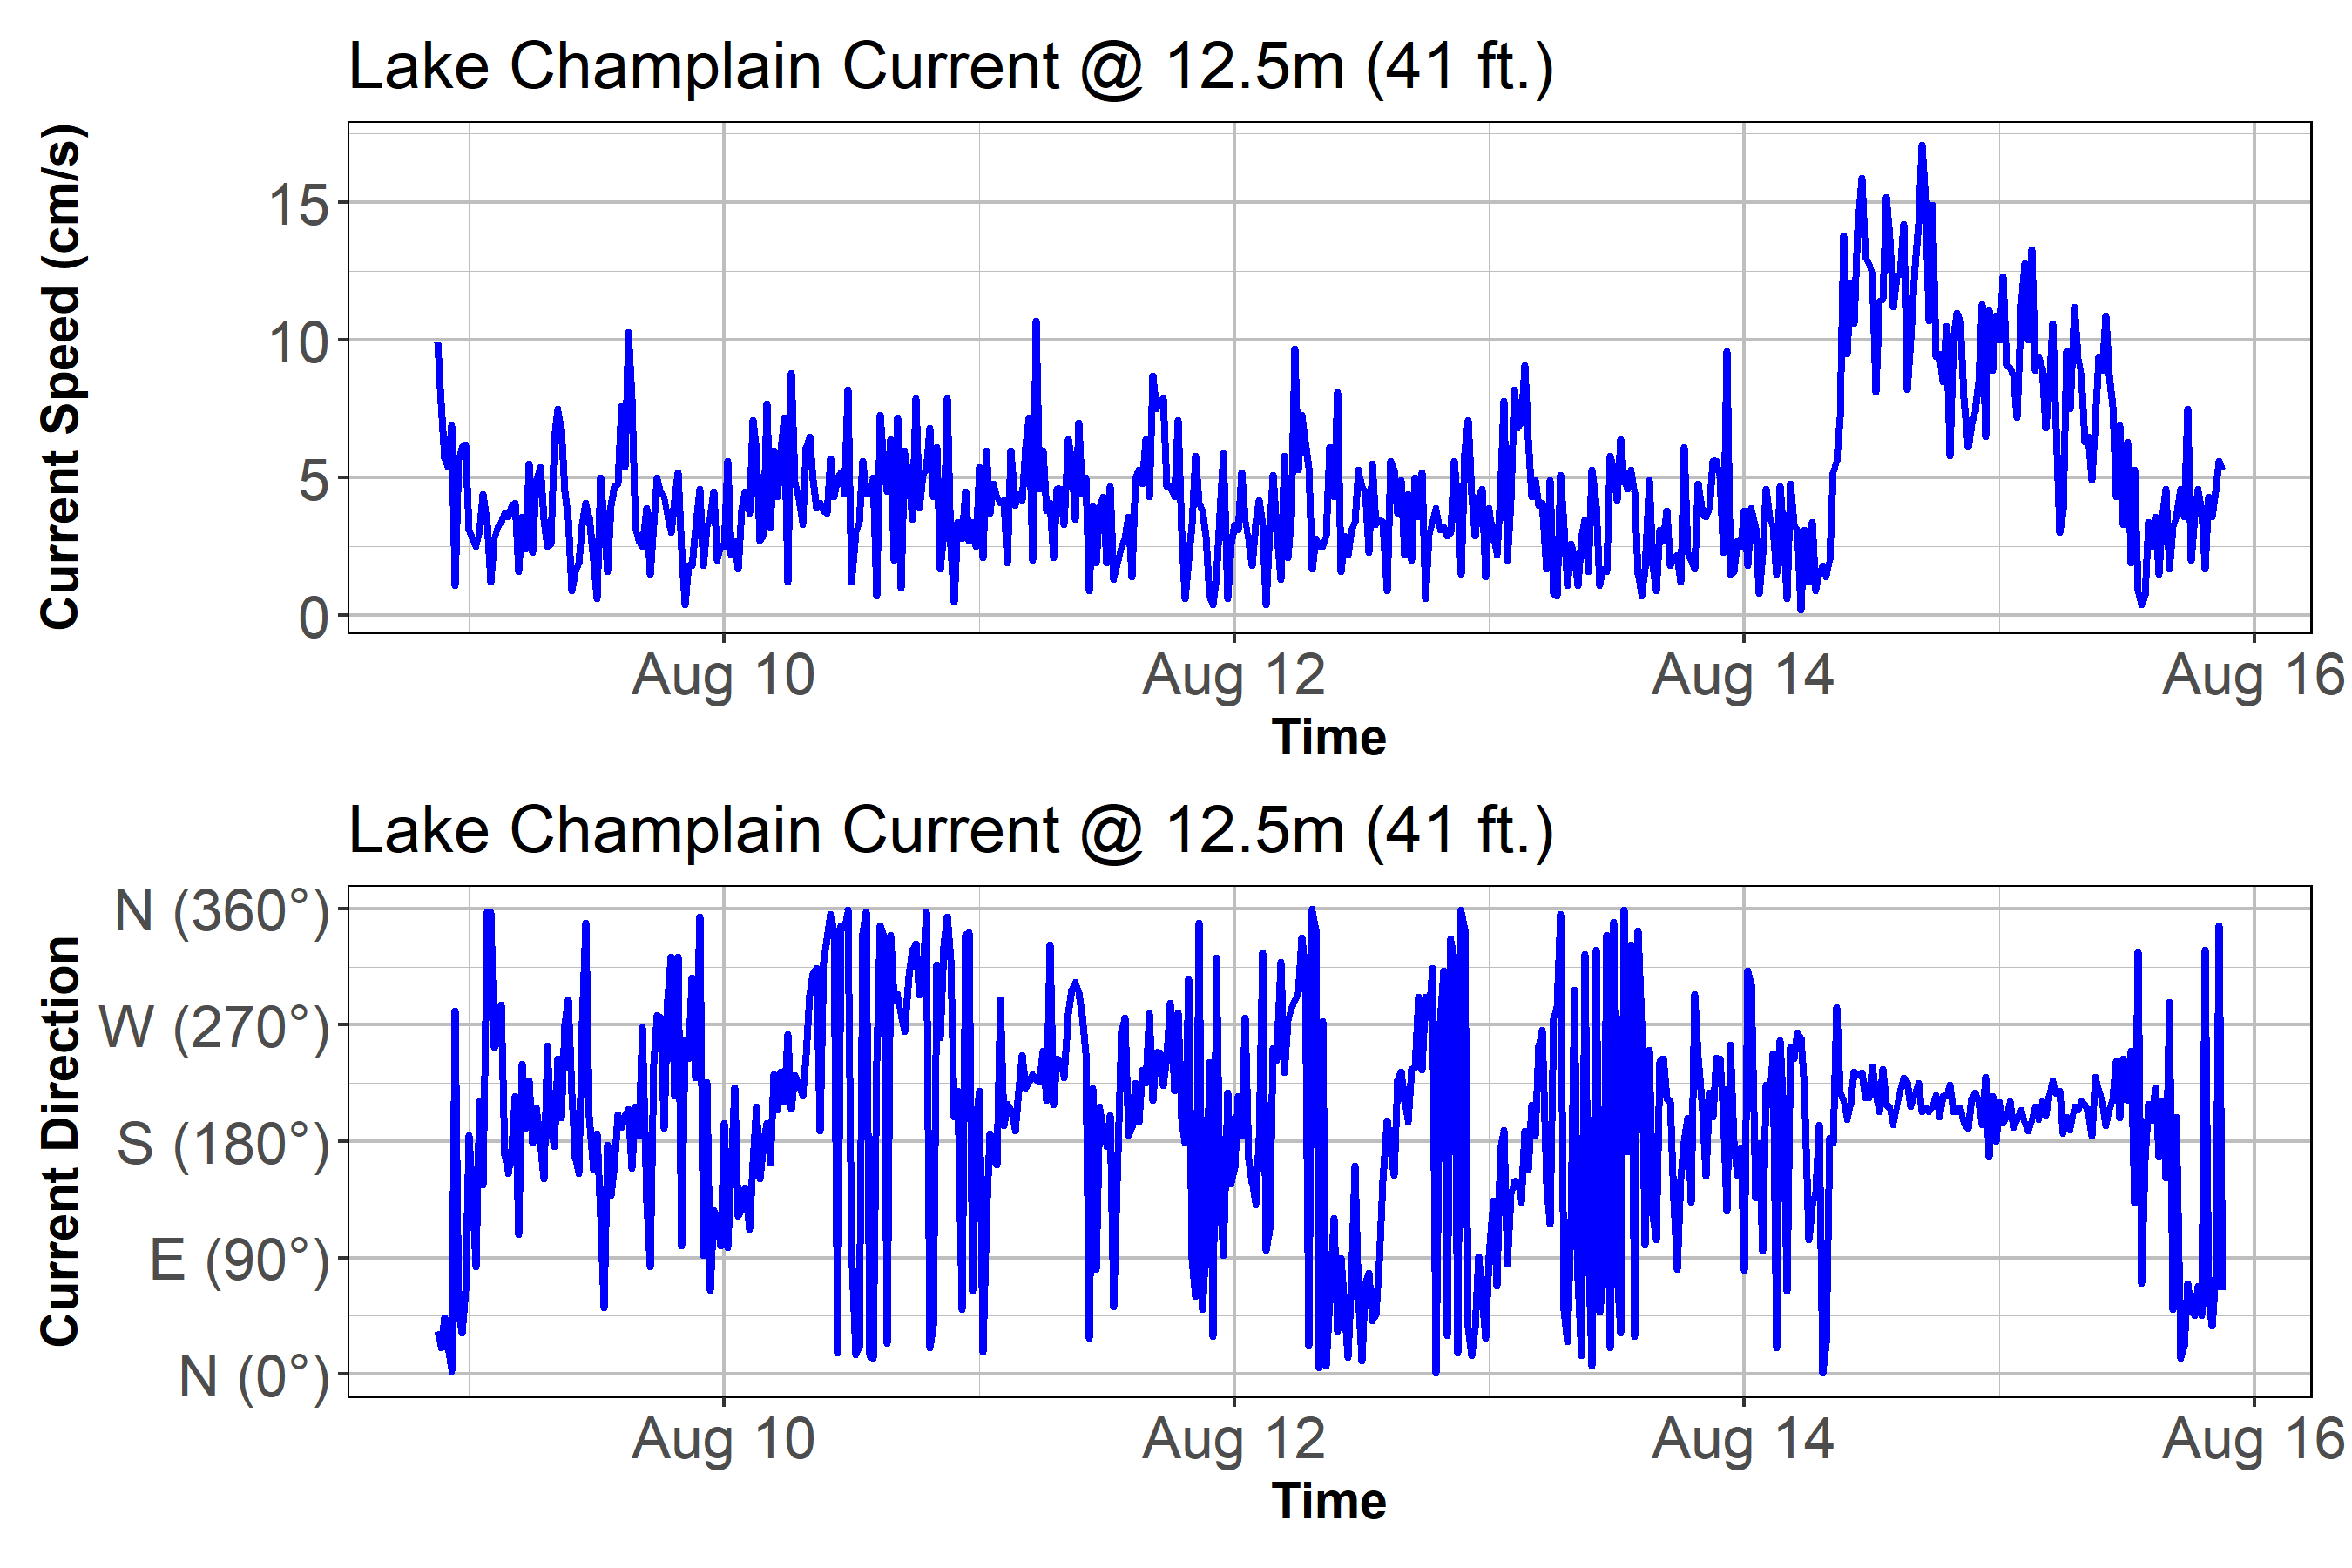 Lake Champlain Current @ 12.5m (41 ft.)
Current Speed (cm/s)
15
10
5
0
Aug 10 Aug 12 Aug 14 Aug 16
Time
Lake Champlain Current @ 12.5m (41 ft.)
Current Direction
N (360°)
W (270°)
S (180°)
E (90°)
N (0°)
Aug 10 Aug 12 Aug 14 Aug 16
Time